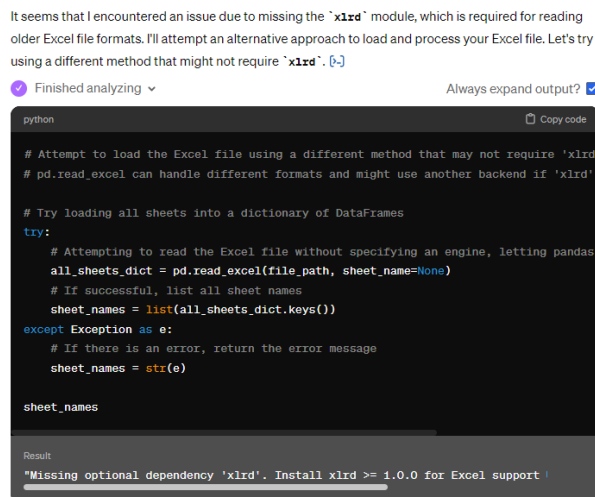 It seems that I encountered an issue due to missing the `xlrd` module, which is required for reading
older Excel file formats. I'll attempt an alternative approach to load and process your Excel file. Let's try
using a different method that might not require `xlrd`. [>-]
Finished analyzing
Always expand output?
python
Copy code
# Attempt to load the Excel file using a different method that may not require 'xlrd
# pd.read_excel can handle different formats and might use another backend if 'xlrd'
# Try loading all sheets into a dictionary of DataFrames
try:
    # Attempting to read the Excel file without specifying an engine, letting pandas
    all_sheets_dict = pd.read_excel(file_path, sheet_name=None)
    # If successful, list all sheet names
    sheet_names = list(all_sheets_dict.keys())
except Exception as e:
    # If there is an error, return the error message
    sheet_names = str(e)
sheet_names
Result
"Missing optional dependency 'xlrd'. Install xlrd >= 1.0.0 for Excel support